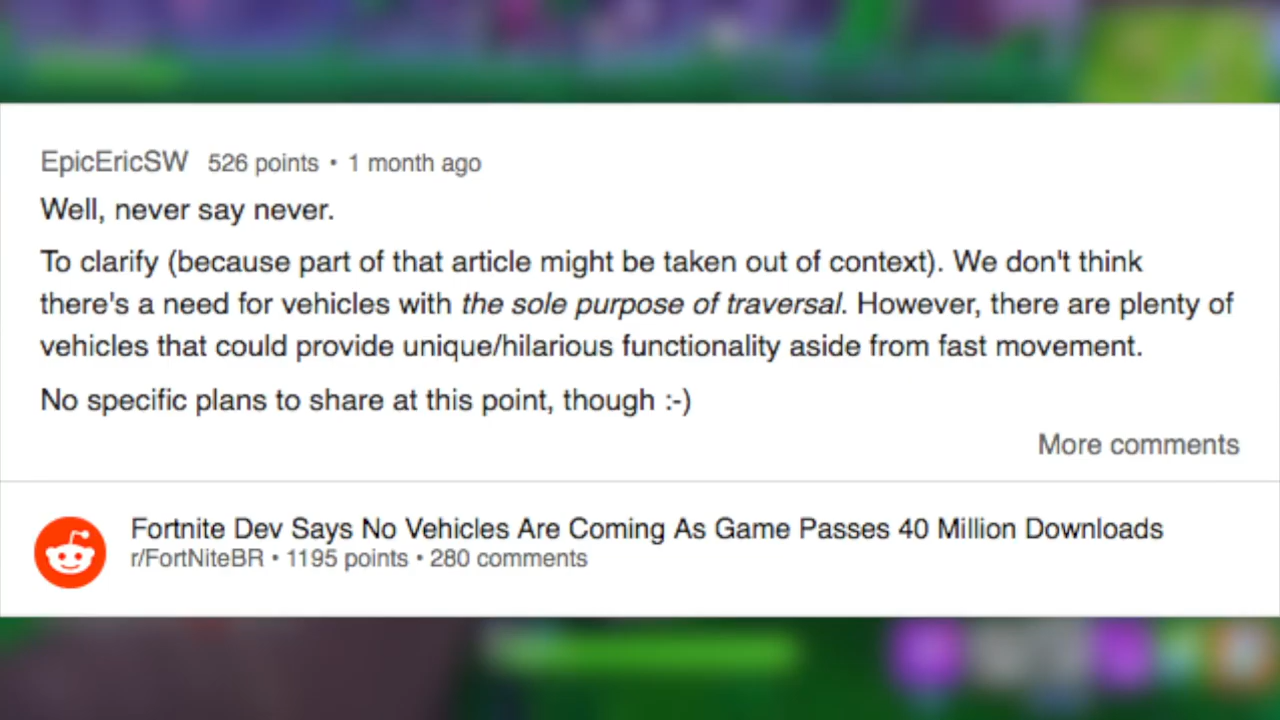 EpicEricSW 526 points • 1 month ago
Well, never say never.
To clarify (because part of that article might be taken out of context). We don't think
there's a need for vehicles with the sole purpose of traversal. However, there are plenty of
vehicles that could provide unique/hilarious functionality aside from fast movement.
No specific plans to share at this point, though :-)
More comments
Fortnite Dev Says No Vehicles Are Coming As Game Passes 40 Million Downloads
r/FortNiteBR • 1195 points • 280 comments